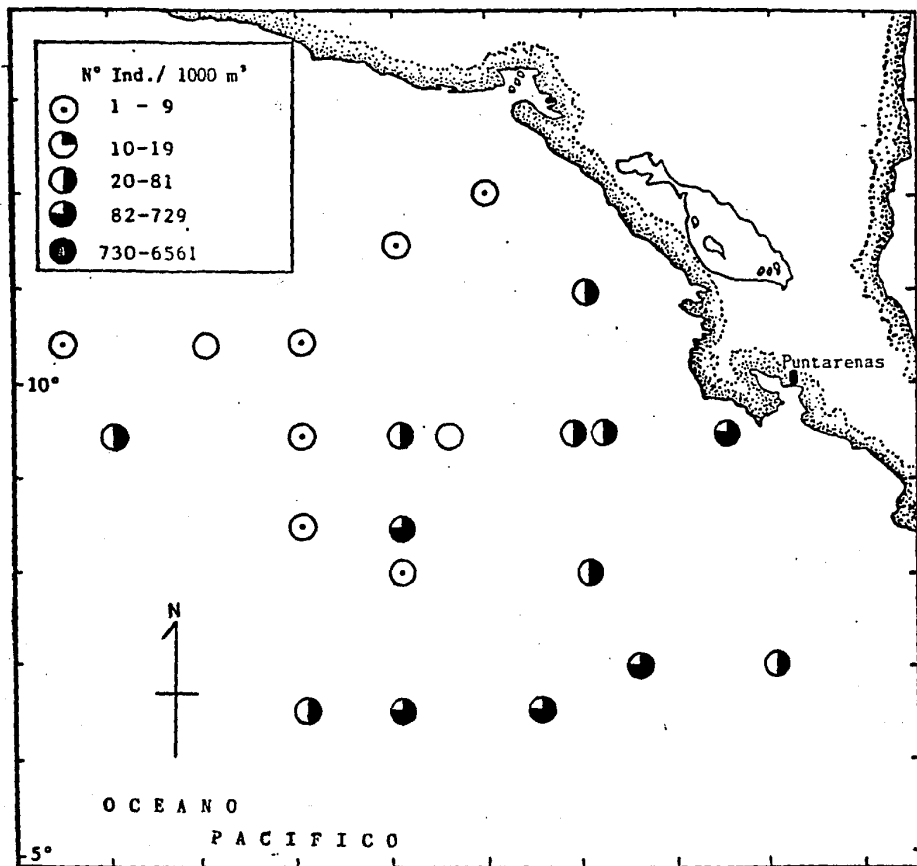 N° Ind./ 1000 m³
1 - 9
10-19
20-81
82-729
730-6561
Puntarenas
10°
N
OCEANO
PACIFICO
5°